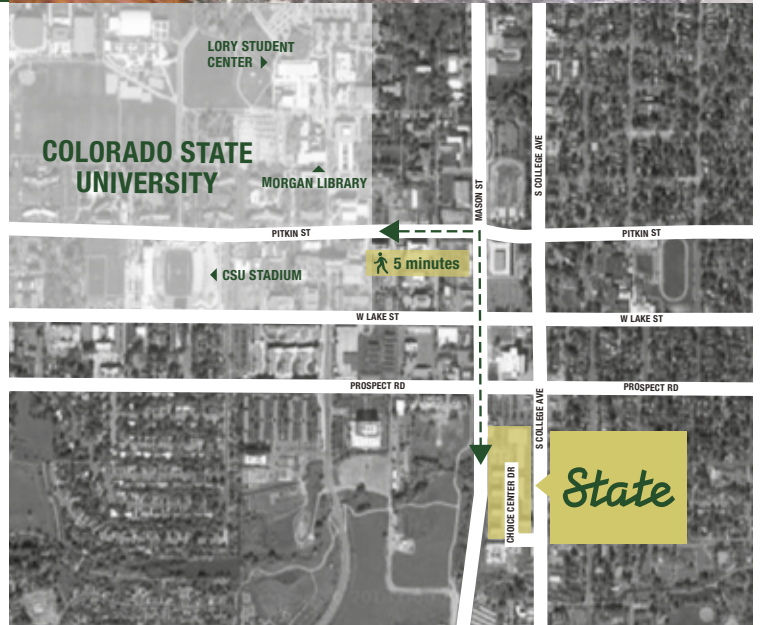 LORY STUDENT
CENTER
COLORADO STATE
UNIVERSITY
MORGAN LIBRARY
MASON ST
S COLLEGE AVE
PITKIN ST
PITKIN ST
5 minutes
CSU STADIUM
W LAKE ST
W LAKE ST
PROSPECT RD
PROSPECT RD
S COLLEGE AVE
CHOICE CENTER DR
State